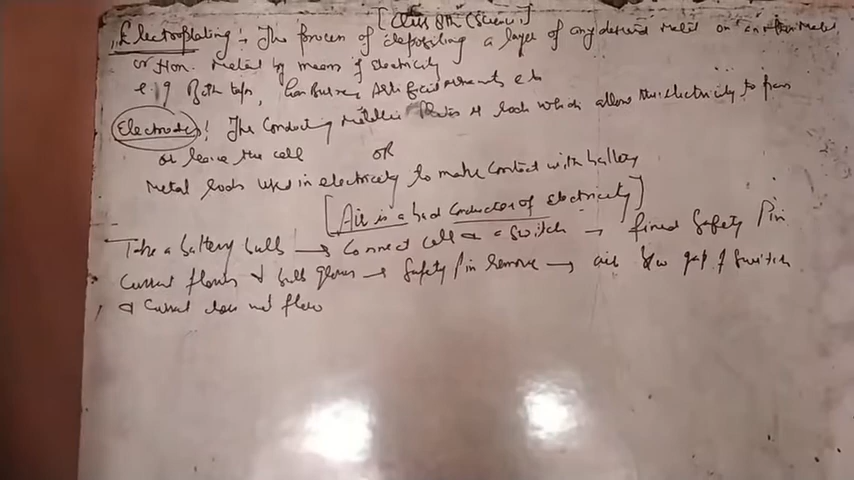 [Class 8th (Science)]
Electroplating :- The process of depositing a layer of any desired metal on another metal
or Non. Metal by means of electricity
e.g Bath taps, Gas Burner, Artificial ornaments etc
Electrodes : The Conducting metallic Plates or rods which allow the electricity to pass
or leave the cell OR
Metal rods used in electricity to make contact with battery
[Air is a bad Conductor of electricity]
Take a battery bulb → Connect cell & a switch → fixed Safety Pin
Current flows & bulb glows → Safety Pin remove → air b/w gap of Switch
& Current does not flow